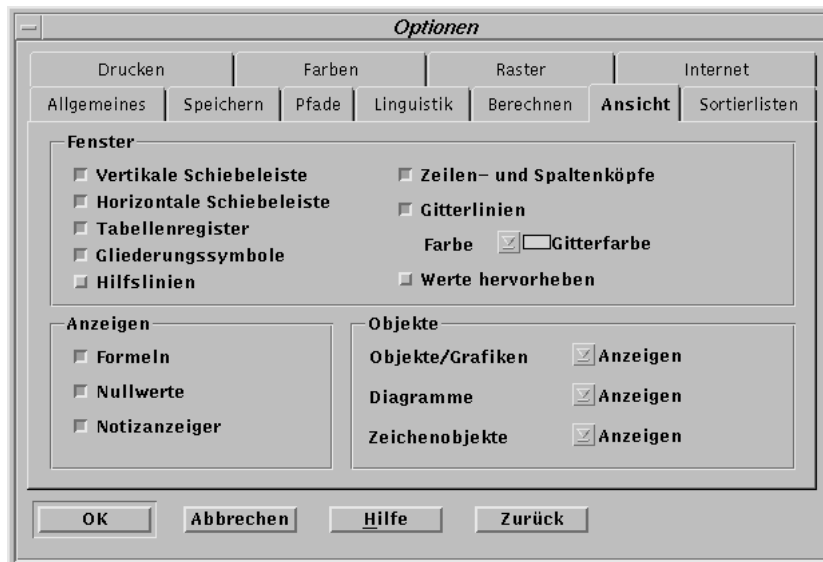 Optionen
Drucken Farben Raster Internet
Allgemeines Speichern Pfade Linguistik Berechnen Ansicht Sortierlisten
Fenster
Vertikale Schiebeleiste
Horizontale Schiebeleiste
Tabellenregister
Gliederungssymbole
Hilfslinien
Zeilen- und Spaltenköpfe
Gitterlinien
Farbe Gitterfarbe
Werte hervorheben
Anzeigen
Formeln
Nullwerte
Notizanzeiger
Objekte
Objekte/Grafiken Anzeigen
Diagramme Anzeigen
Zeichenobjekte Anzeigen
OK Abbrechen Hilfe Zurück